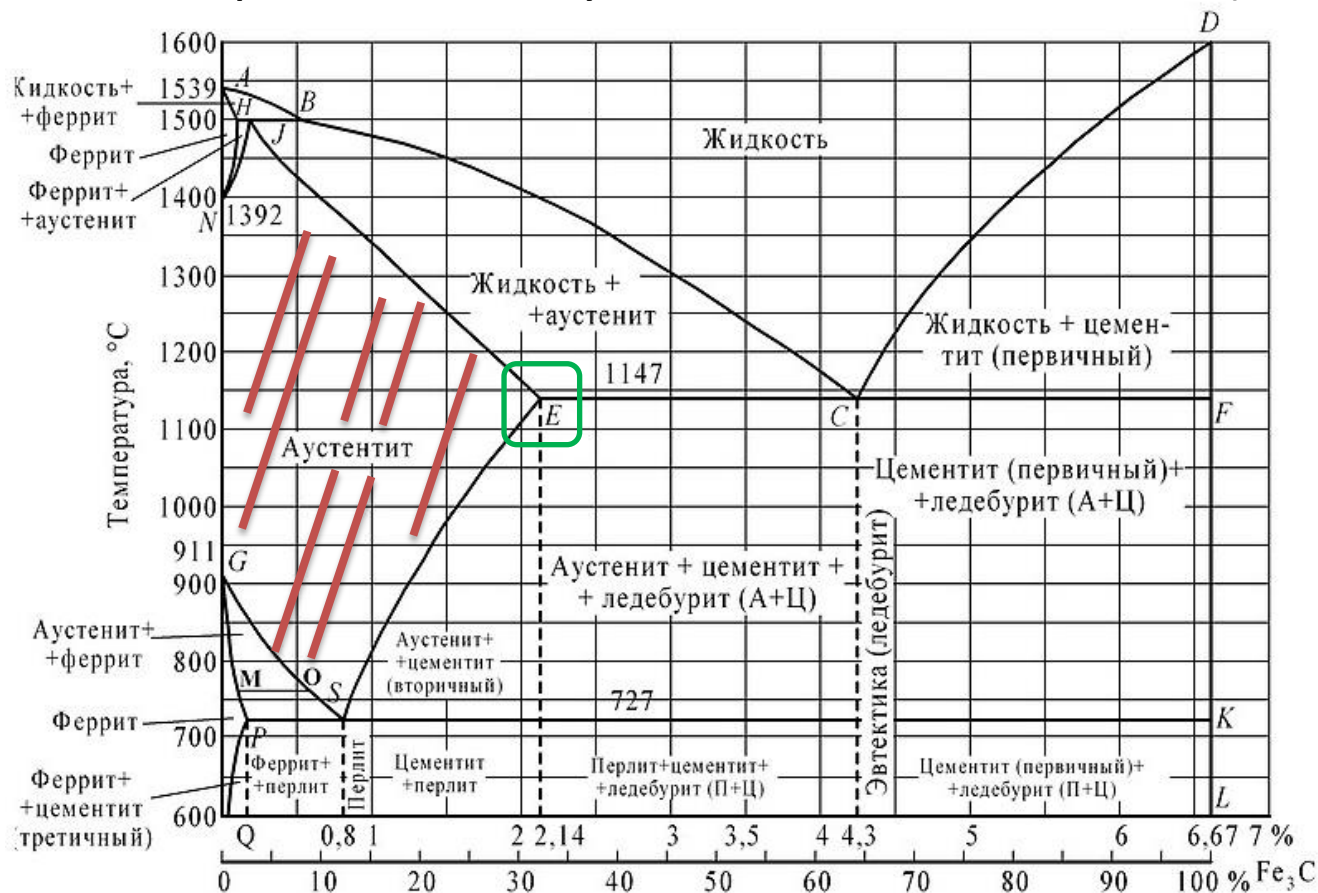 D
1600
1539
1500
1400
1300
1200
1100
1000
911
900
800
700
600
Температура, °C
Жидкость+
+феррит
Феррит
Феррит+
+аустенит
A
H
B
J
N
1392
Жидкость
Жидкость +
+аустенит
Жидкость + цемен-
тит (первичный)
1147
E
C
F
Аустентит
G
Цементит (первичный)+
+ледебурит (А+Ц)
Аустенит + цементит +
+ ледебурит (А+Ц)
Эвтектика (ледебурит)
Аустенит+
+феррит
Аустенит+
+цементит
(вторичный)
M
O
S
727
K
Феррит
P
Феррит+
+цементит
(третичный)
Феррит+
+перлит
Перлит
Цементит
+перлит
Перлит+цементит+
+ледебурит (П+Ц)
Цементит (первичный)+
+ледебурит (П+Ц)
L
Q 0,8 1 2 2,14 3 3,5 4 4,3 5 6 6,67 7 %
0 10 20 30 40 50 60 70 80 90 100 % Fe₃C